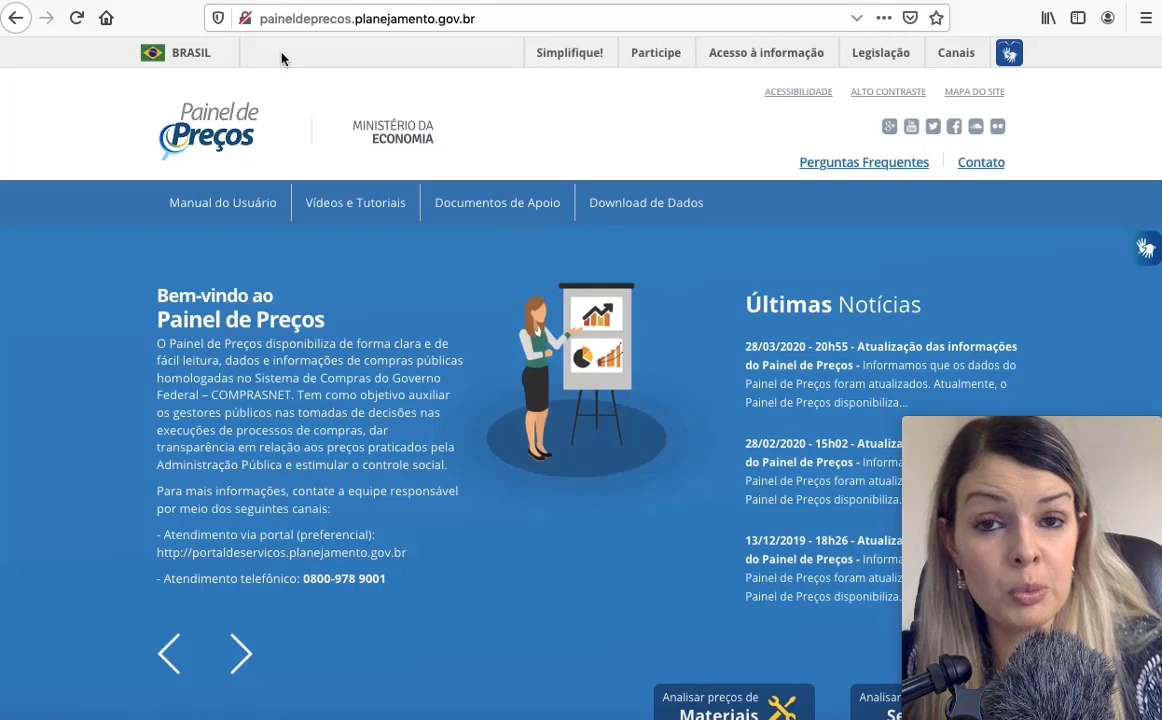 paineldeprecos.planejamento.gov.br
BRASIL
Simplifique!
Participe
Acesso à informação
Legislação
Canais
ACESSIBILIDADE
ALTO CONTRASTE
MAPA DO SITE
Painel de
Preços
MINISTÉRIO DA
ECONOMIA
Perguntas Frequentes
Contato
Manual do Usuário
Vídeos e Tutoriais
Documentos de Apoio
Download de Dados
Bem-vindo ao
Painel de Preços
O Painel de Preços disponibiliza de forma clara e de
fácil leitura, dados e informações de compras públicas
homologadas no Sistema de Compras do Governo
Federal – COMPRASNET. Tem como objetivo auxiliar
os gestores públicos nas tomadas de decisões nas
execuções de processos de compras, dar
transparência em relação aos preços praticados pela
Administração Pública e estimular o controle social.
Para mais informações, contate a equipe responsável
por meio dos seguintes canais:
- Atendimento via portal (preferencial):
http://portaldeservicos.planejamento.gov.br
- Atendimento telefônico: 0800-978 9001
Últimas Notícias
28/03/2020 - 20h55 - Atualização das informações
do Painel de Preços - Informamos que os dados do
Painel de Preços foram atualizados. Atualmente, o
Painel de Preços disponibiliza...
28/02/2020 - 15h02 - Atualiza
do Painel de Preços - Informa
Painel de Preços foram atualiz
Painel de Preços disponibiliza...
13/12/2019 - 18h26 - Atualiza
do Painel de Preços - Informa
Painel de Preços foram atualiz
Painel de Preços disponibiliza..
Analisar preços de
Materiais
Analisar
Se